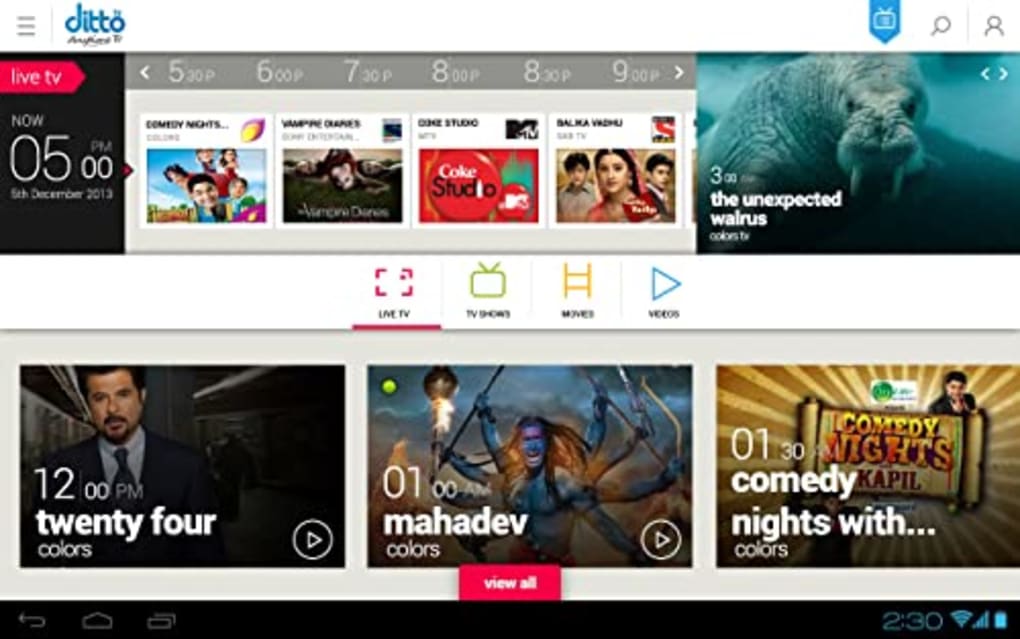 ditto
TV
Anywhere TV
live tv
5 30 P
6 00 P
7 30 P
8 00 P
8 30 P
9 00 P
NOW
05 PM
00
5th December 2013
COMEDY NIGHTS...
COLORS
VAMPIRE DIARIES
SONY ENTERTAIN...
The Vampire Diaries
COKE STUDIO
MTV
Coke
Studio
BALIKA VADHU
SAB TV
3 00
the unexpected
walrus
colors tv
LIVE TV
TV SHOWS
MOVIES
VIDEOS
12 00 PM
twenty four
colors
01 00 AM
mahadev
colors
COMEDY
NIGHTS
KAPIL
01 30 A
comedy
nights with...
colors
view all
2:30